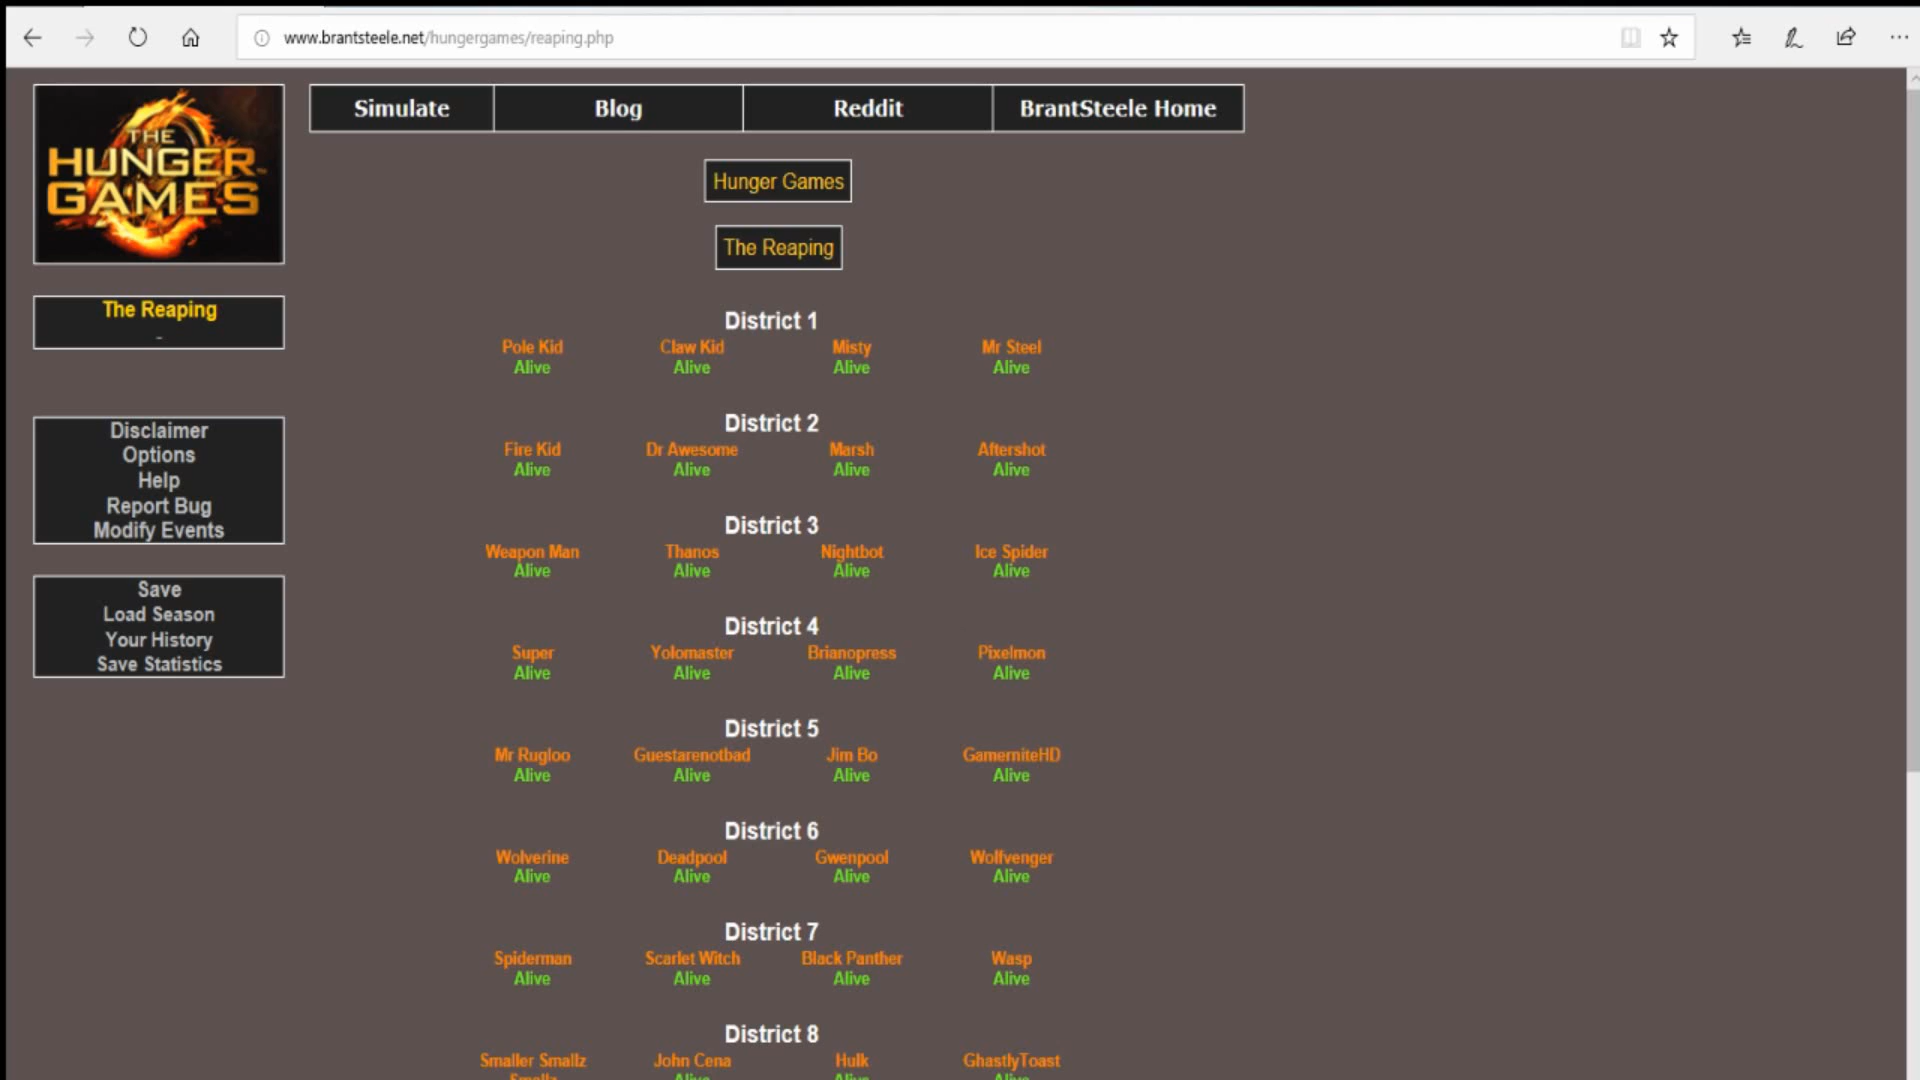 www.brantsteele.net/hungergames/reaping.php
THE
HUNGER
GAMES
Simulate Blog Reddit BrantSteele Home
Hunger Games
The Reaping
The Reaping
-
Disclaimer
Options
Help
Report Bug
Modify Events
Save
Load Season
Your History
Save Statistics
District 1
Pole Kid Claw Kid Misty Mr Steel
Alive Alive Alive Alive
District 2
Fire Kid Dr Awesome Marsh Aftershot
Alive Alive Alive Alive
District 3
Weapon Man Thanos Nightbot Ice Spider
Alive Alive Alive Alive
District 4
Super Yolomaster Brianopress Pixelmon
Alive Alive Alive Alive
District 5
Mr Rugloo Guestarenotbad Jim Bo GamerniteHD
Alive Alive Alive Alive
District 6
Wolverine Deadpool Gwenpool Wolfvenger
Alive Alive Alive Alive
District 7
Spiderman Scarlet Witch Black Panther Wasp
Alive Alive Alive Alive
District 8
Smaller Smallz John Cena Hulk GhastlyToast
Smallz Alive Alive Alive